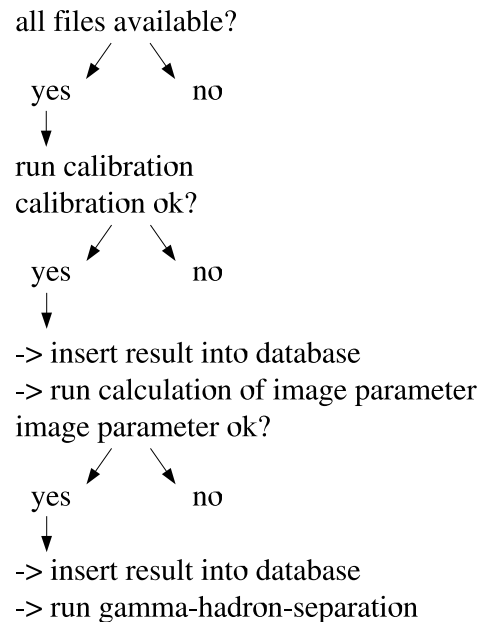 all files available?
yes no
run calibration
calibration ok?
yes no
-> insert result into database
-> run calculation of image parameter
image parameter ok?
yes no
-> insert result into database
-> run gamma-hadron-separation